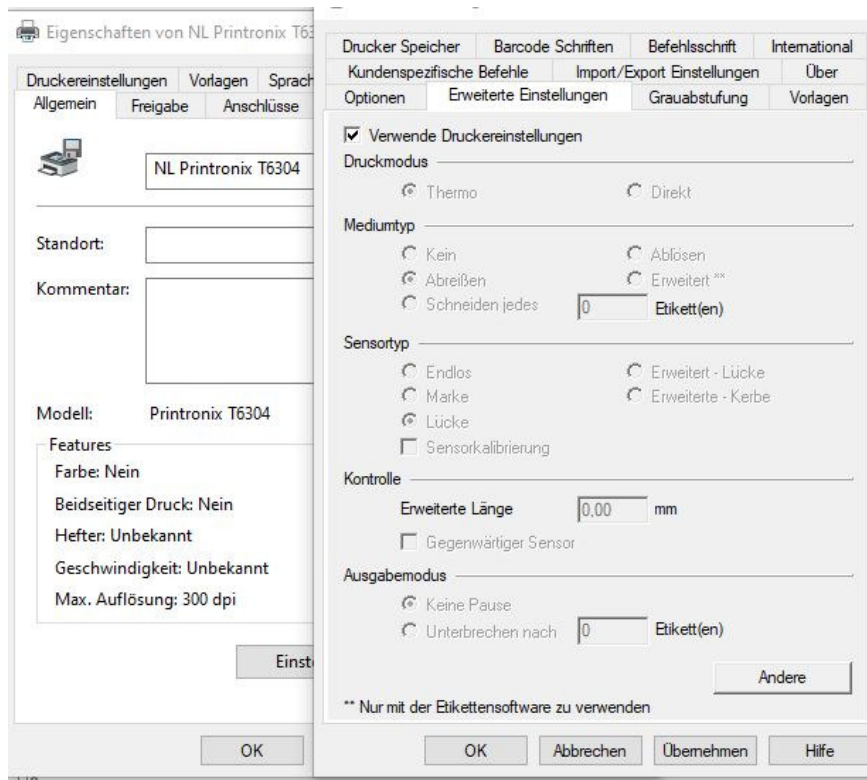 Eigenschaften von NL Printronix T63
Druckereinstellungen Vorlagen Sprach
Allgemein Freigabe Anschlüsse
NL Printronix T6304
Standort:
Kommentar:
Modell: Printronix T6304
Features
Farbe: Nein
Beidseitiger Druck: Nein
Hefter: Unbekannt
Geschwindigkeit: Unbekannt
Max. Auflösung: 300 dpi
Einst
OK
Drucker Speicher Barcode Schriften Befehlsschrift International
Kundenspezifische Befehle Import/Export Einstellungen Über
Optionen Erweiterte Einstellungen Grauabstufung Vorlagen
Verwende Druckereinstellungen
Druckmodus
Thermo Direkt
Mediumtyp
Kein Ablösen
Abreißen Erweitert **
Schneiden jedes 0 Etikett(en)
Sensortyp
Endlos Erweitert - Lücke
Marke Erweiterte - Kerbe
Lücke
Sensorkalibrierung
Kontrolle
Erweiterte Länge 0,00 mm
Gegenwärtiger Sensor
Ausgabemodus
Keine Pause
Unterbrechen nach 0 Etikett(en)
Andere
** Nur mit der Etikettensoftware zu verwenden
OK Abbrechen Übernehmen Hilfe